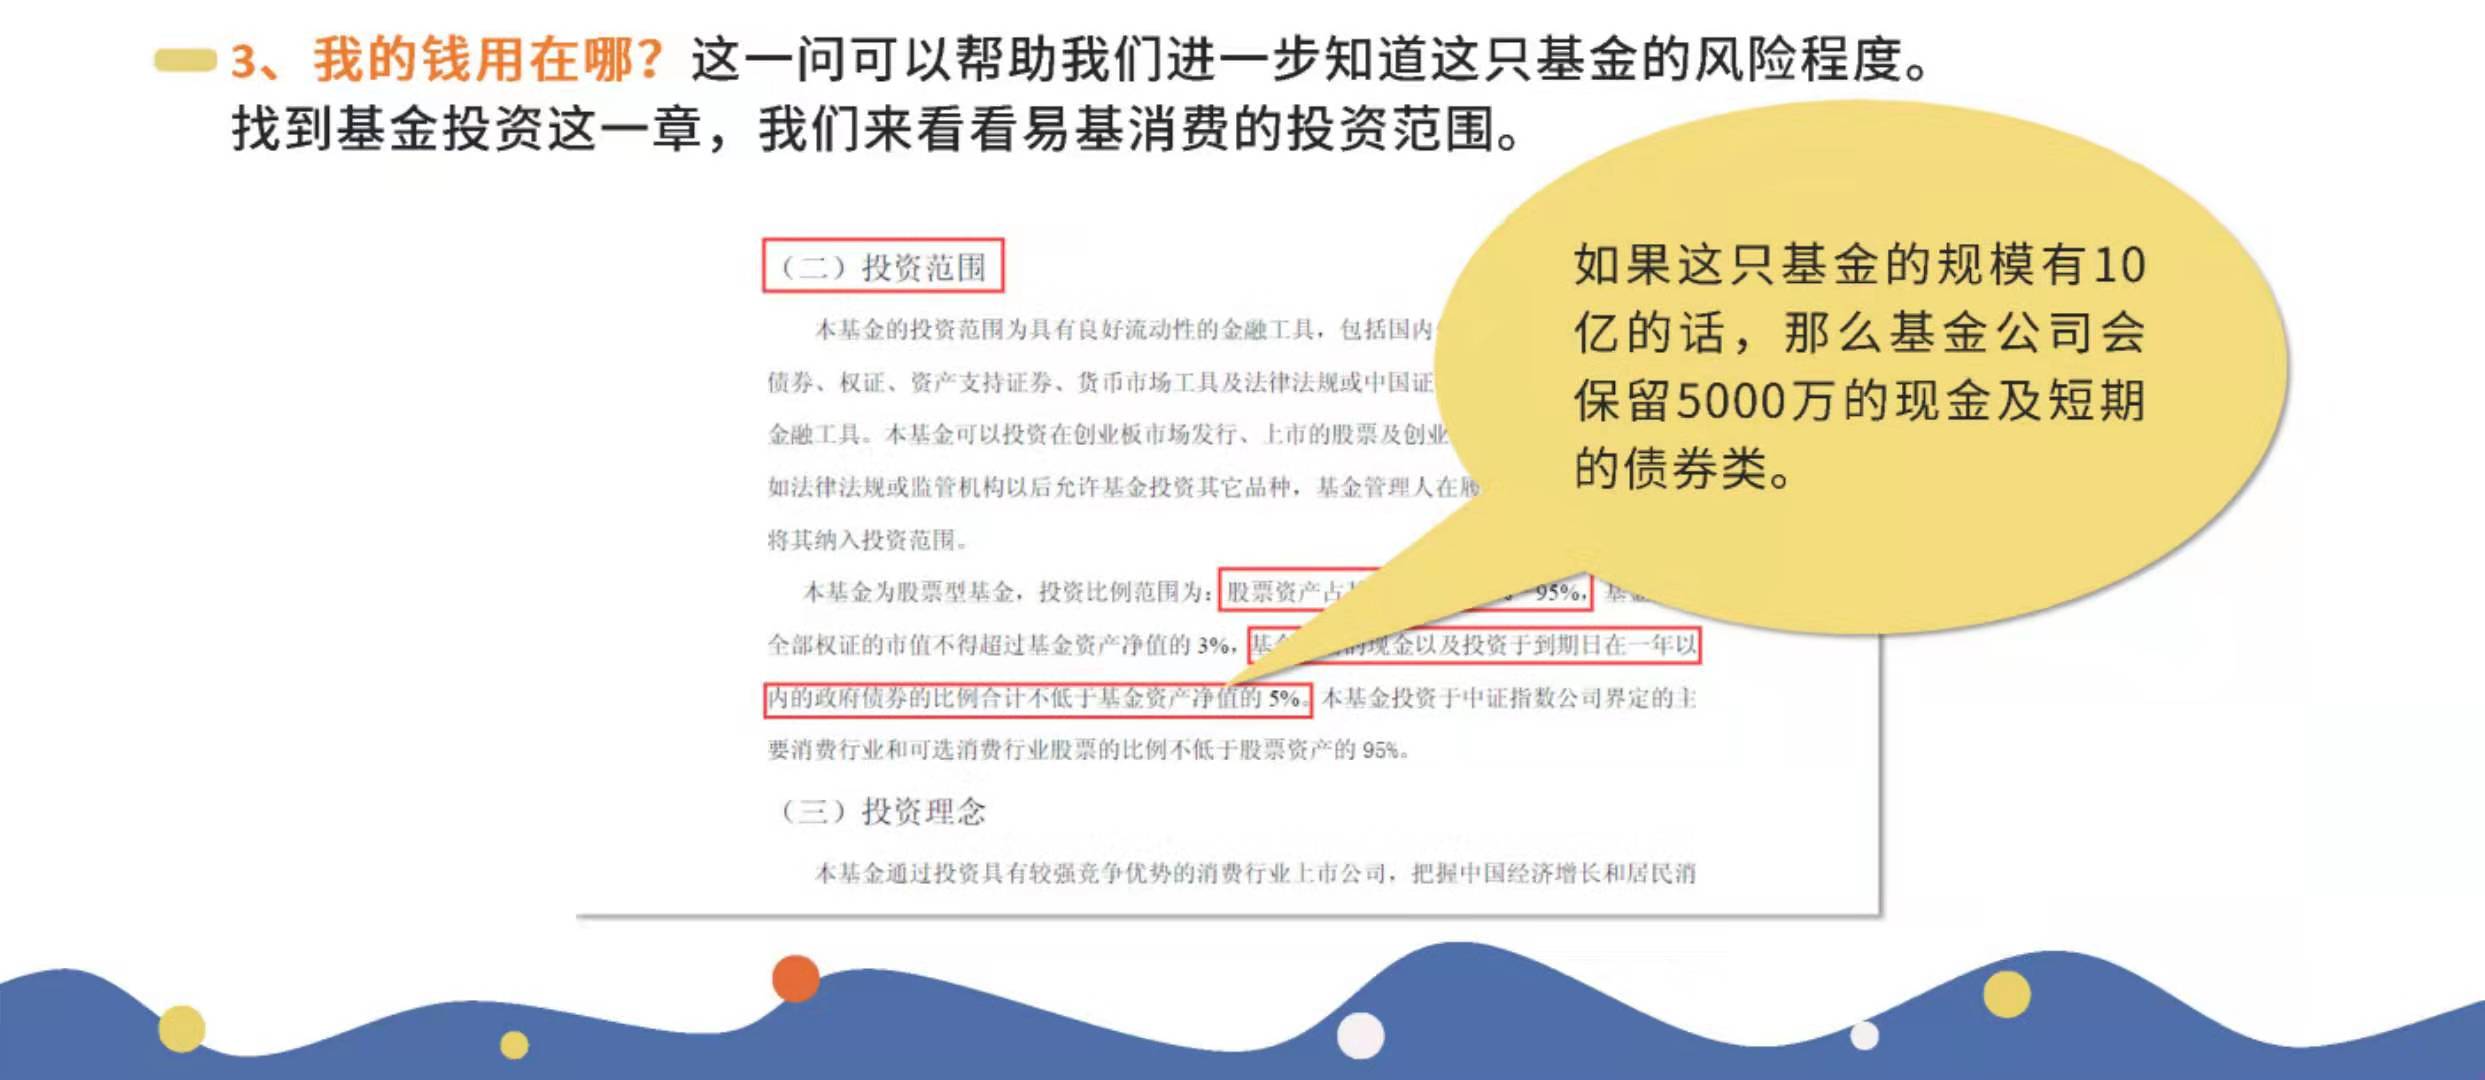 3、我的钱用在哪？这一问可以帮助我们进一步知道这只基金的风险程度。
找到基金投资这一章，我们来看看易基消费的投资范围。
（二）投资范围
本基金的投资范围为具有良好流动性的金融工具，包括国内
债券、权证、资产支持证券、货币市场工具及法律法规或中国证
金融工具。本基金可以投资在创业板市场发行、上市的股票及创业
如法律法规或监管机构以后允许基金投资其它品种，基金管理人在履
将其纳入投资范围。
本基金为股票型基金，投资比例范围为：股票资产占 95%，基金
全部权证的市值不得超过基金资产净值的 3%，基 的现金以及投资于到期日在一年以
内的政府债券的比例合计不低于基金资产净值的 5%。本基金投资于中证指数公司界定的主
要消费行业和可选消费行业股票的比例不低于股票资产的 95%。
（三）投资理念
本基金通过投资具有较强竞争优势的消费行业上市公司，把握中国经济增长和居民消
如果这只基金的规模有10
亿的话，那么基金公司会
保留5000万的现金及短期
的债券类。